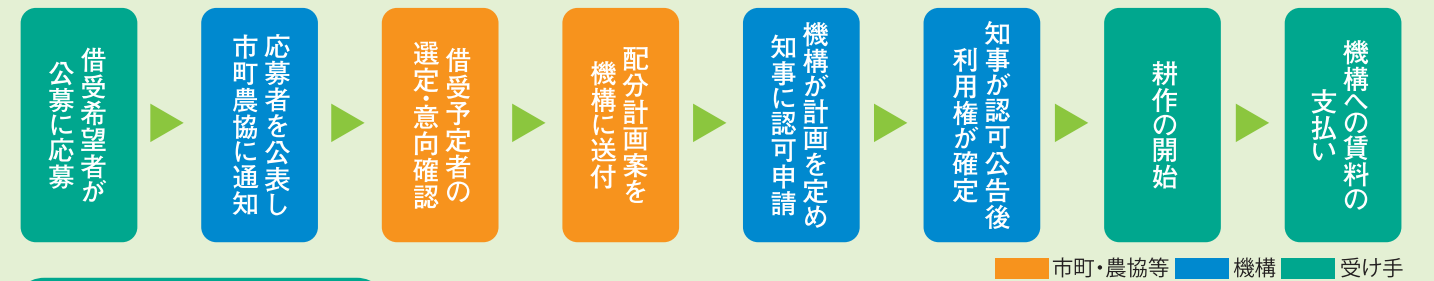 借受希望者が
公募に応募
応募者を公表し
市町農協に通知
借受予定者の
選定・意向確認
配分計画案を
機構に送付
機構が計画を定め
知事に認可申請
知事が認可公告後
利用権が確定
耕作の開始
機構への賃料の
支払い
市町・農協等
機構
受け手